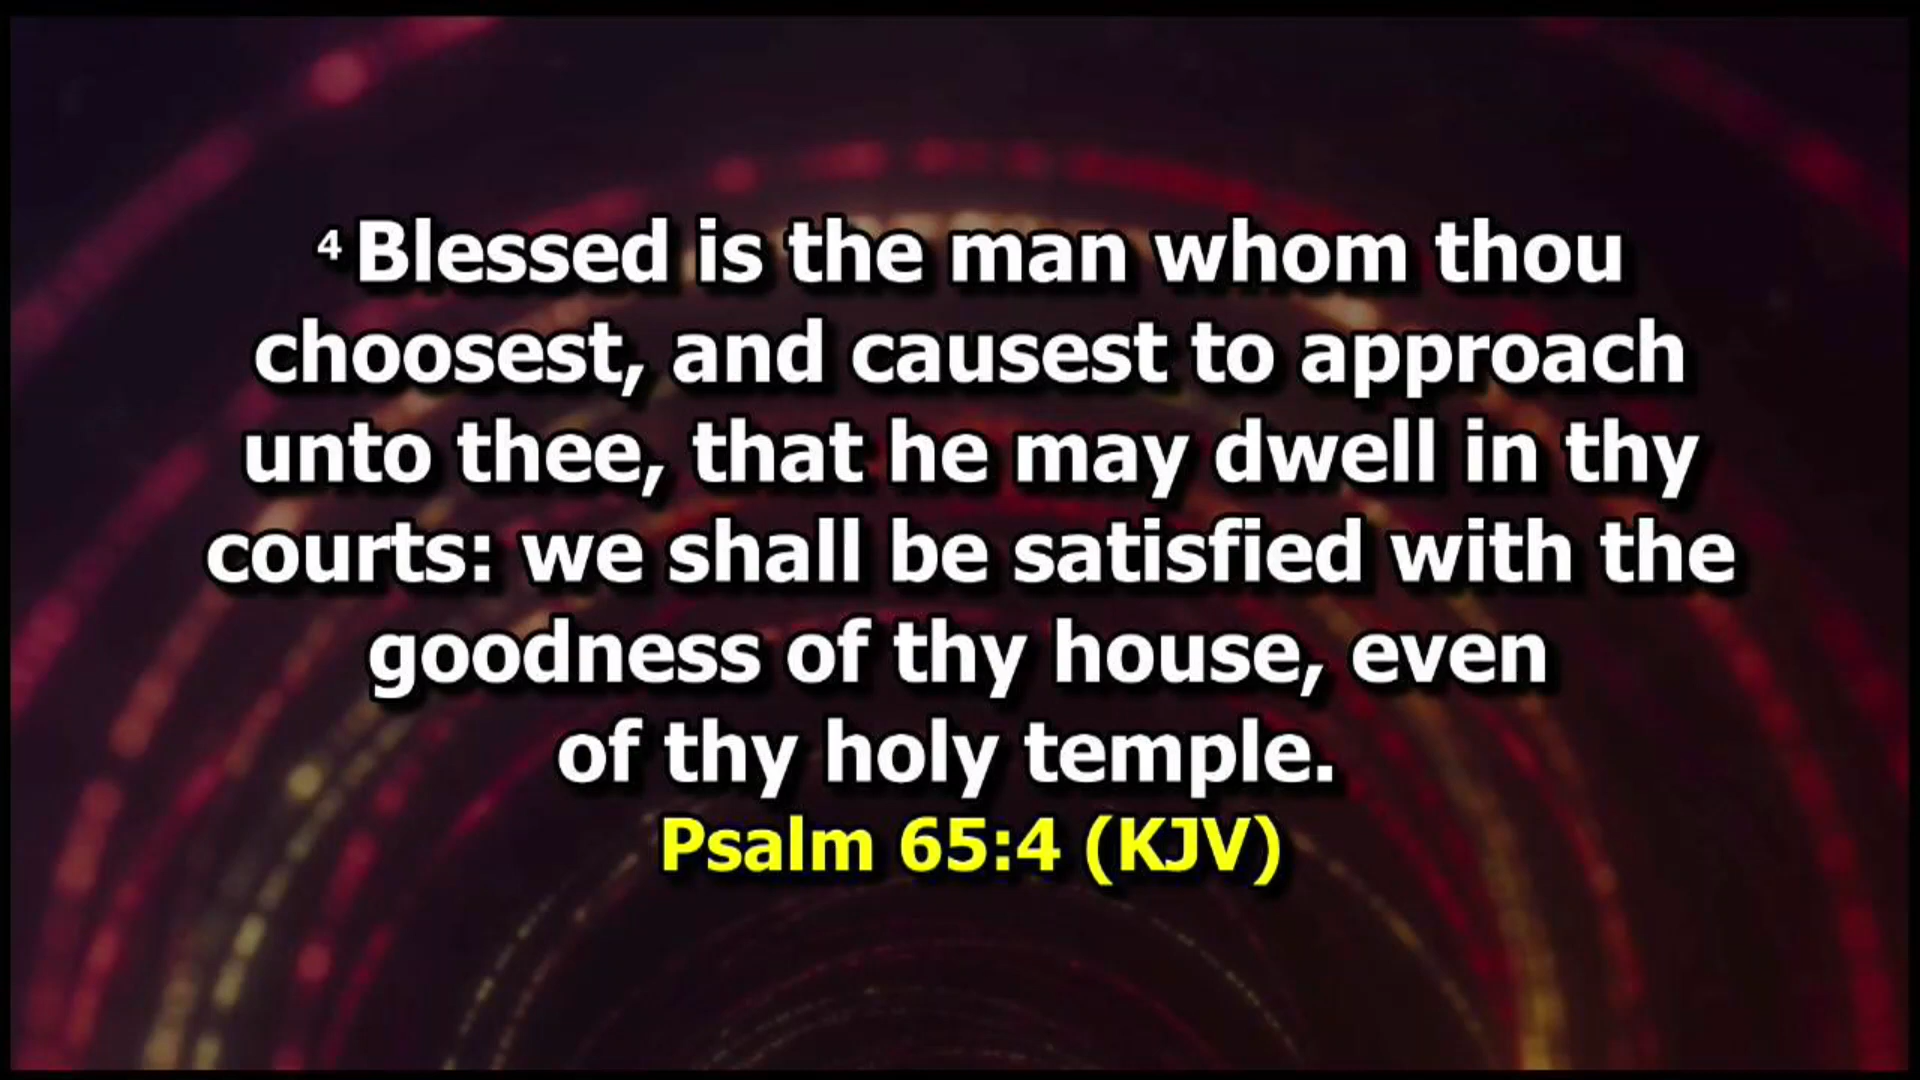 4 Blessed is the man whom thou
choosest, and causest to approach
unto thee, that he may dwell in thy
courts: we shall be satisfied with the
goodness of thy house, even
of thy holy temple.
Psalm 65:4 (KJV)